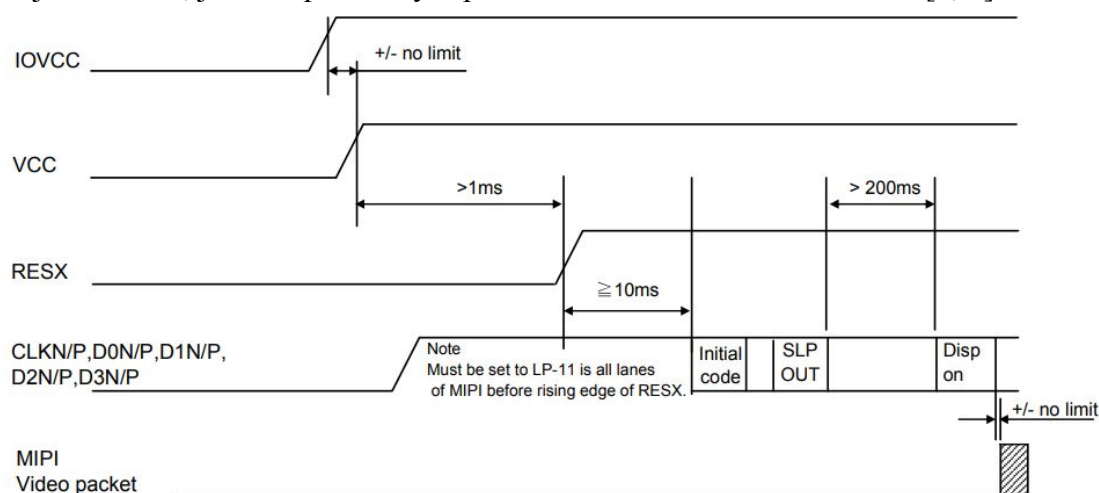 IOVCC
+/- no limit
VCC
>1ms
> 200ms
RESX
≧10ms
CLKN/P,D0N/P,D1N/P,
D2N/P,D3N/P
Note
Must be set to LP-11 is all lanes
of MIPI before rising edge of RESX.
Initial
code
SLP
OUT
Disp
on
+/- no limit
MIPI
Video packet